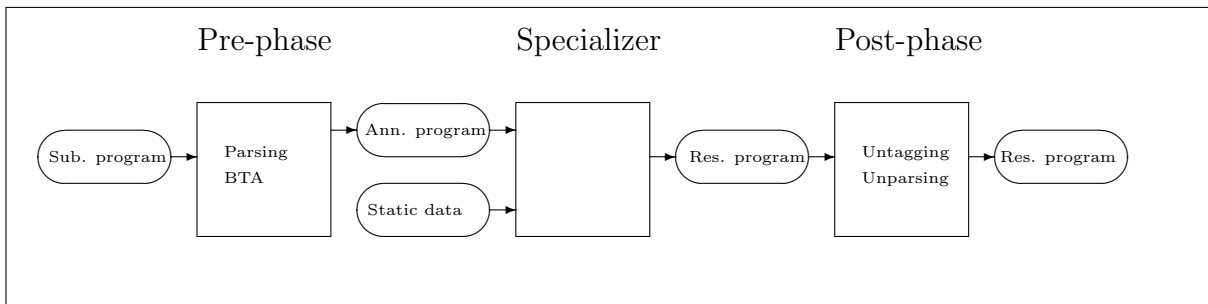 Pre-phase
Specializer
Post-phase
Sub. program
Parsing
BTA
Ann. program
Static data
Res. program
Untagging
Unparsing
Res. program